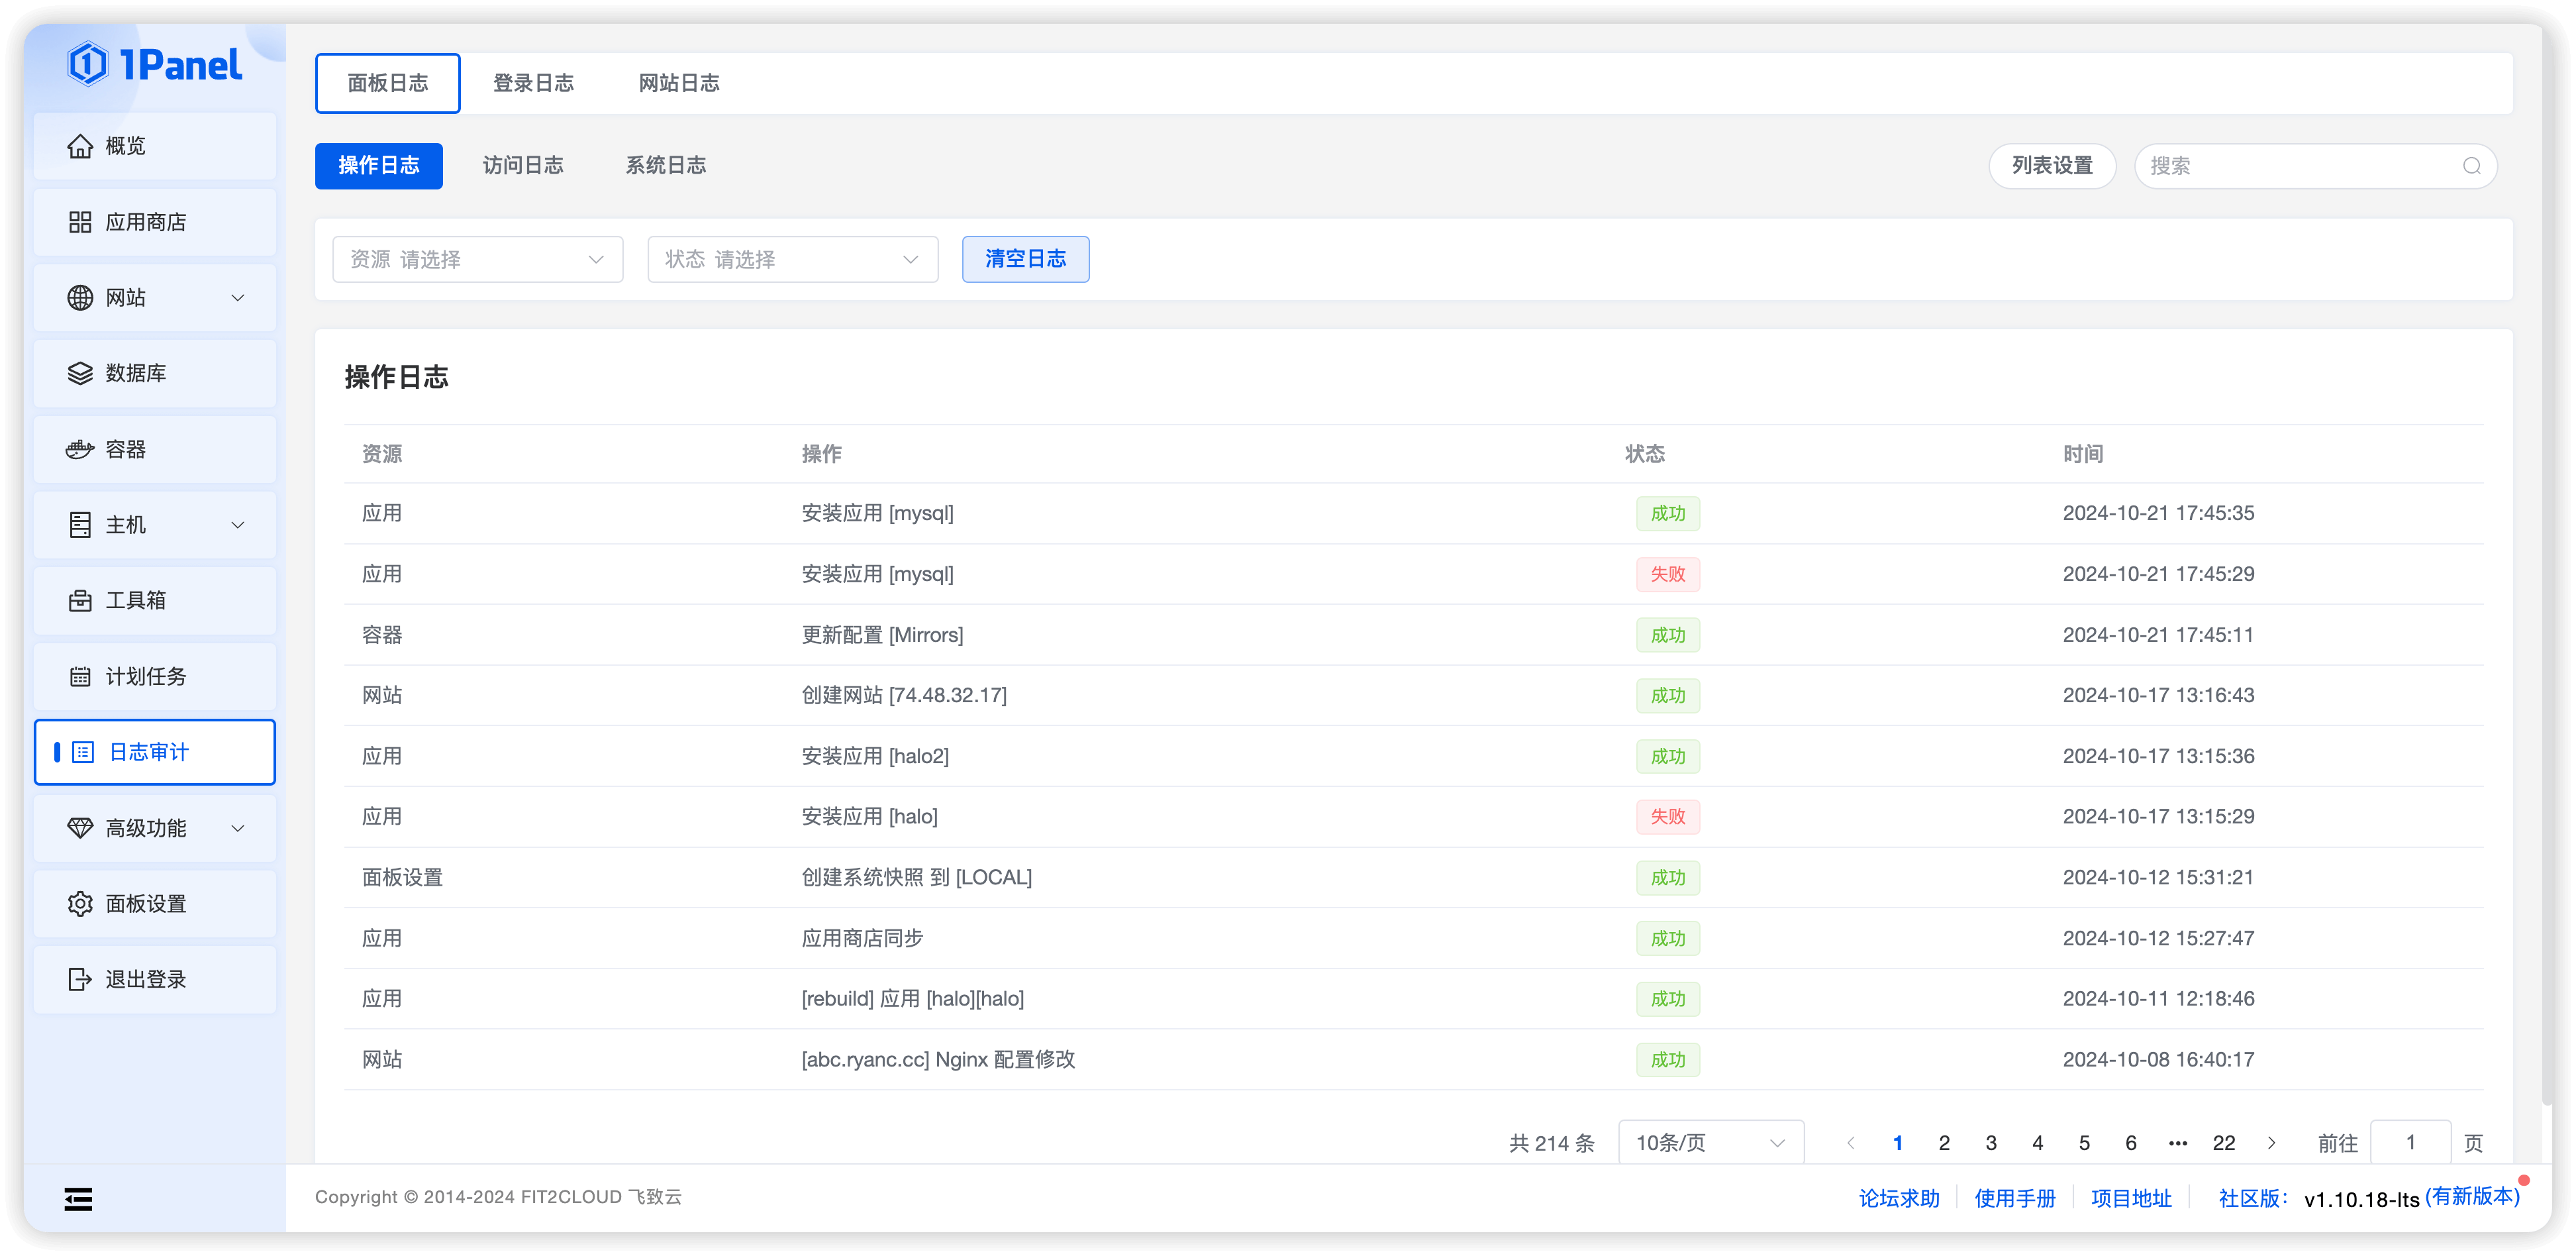 1Panel
概览
应用商店
网站
数据库
容器
主机
工具箱
计划任务
日志审计
高级功能
面板设置
退出登录
面板日志 登录日志 网站日志
操作日志 访问日志 系统日志 列表设置 搜索
资源 请选择 状态 请选择 清空日志
操作日志
资源 操作 状态 时间
应用 安装应用 [mysql] 成功 2024-10-21 17:45:35
应用 安装应用 [mysql] 失败 2024-10-21 17:45:29
容器 更新配置 [Mirrors] 成功 2024-10-21 17:45:11
网站 创建网站 [74.48.32.17] 成功 2024-10-17 13:16:43
应用 安装应用 [halo2] 成功 2024-10-17 13:15:36
应用 安装应用 [halo] 失败 2024-10-17 13:15:29
面板设置 创建系统快照 到 [LOCAL] 成功 2024-10-12 15:31:21
应用 应用商店同步 成功 2024-10-12 15:27:47
应用 [rebuild] 应用 [halo][halo] 成功 2024-10-11 12:18:46
网站 [abc.ryanc.cc] Nginx 配置修改 成功 2024-10-08 16:40:17
共 214 条 10条/页 1 2 3 4 5 6 ••• 22 前往 1 页
Copyright © 2014-2024 FIT2CLOUD 飞致云 论坛求助 使用手册 项目地址 社区版: v1.10.18-lts (有新版本)